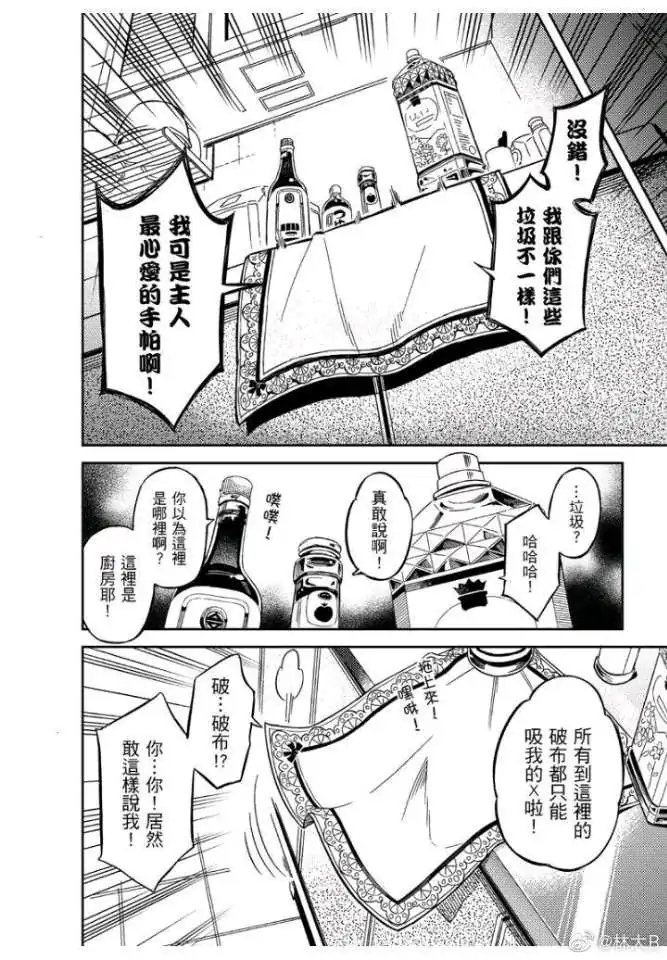 沒錯！
我跟你們這些
垃圾不一樣！
我可是主人
最心愛的手帕啊！
…垃圾？
哈哈哈！
真敢說啊！
噗噗！
你以為這裡
是哪裡啊？
這裡是
廚房耶！
所有到這裡的
破布都只能
吸我的X啦！
拖上來！
嘿咻！
破…破布!?
你…你！居然
敢這樣說我！
@林大B